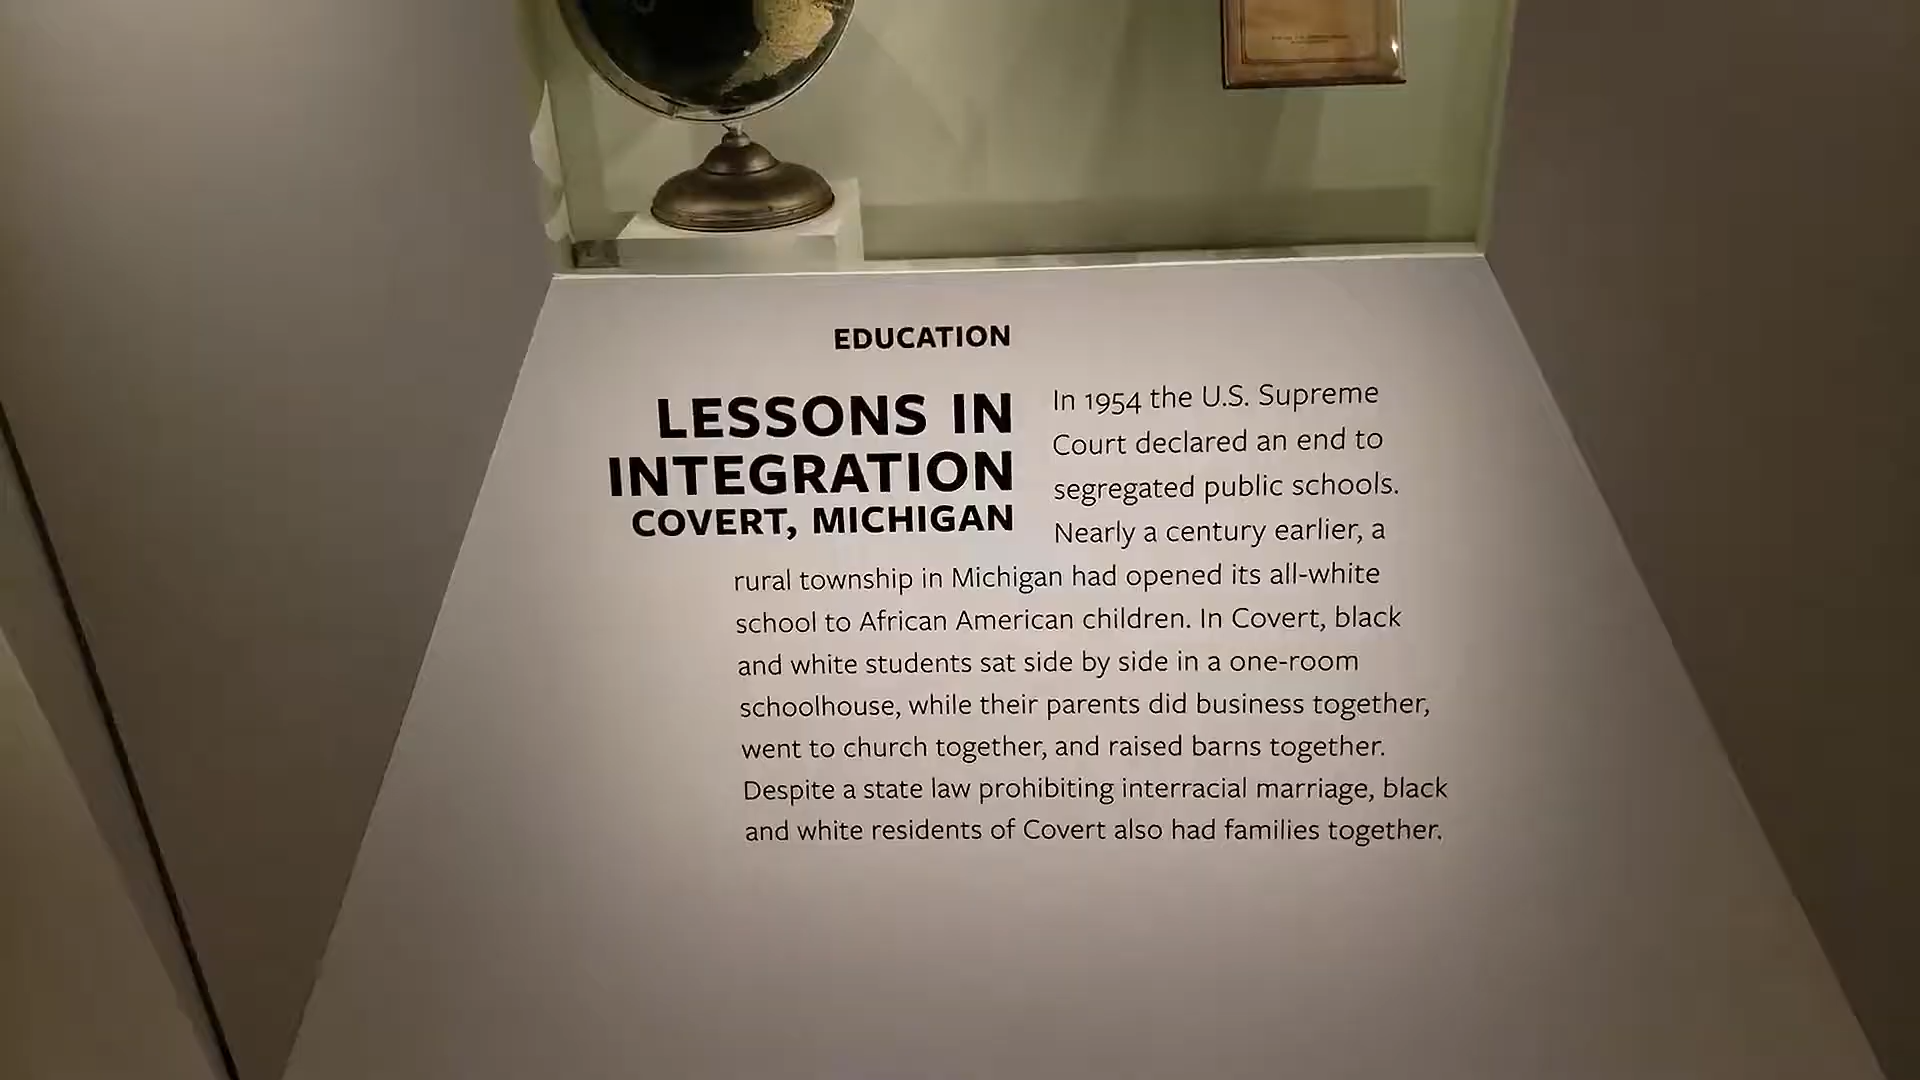 EDUCATION
LESSONS IN
INTEGRATION
COVERT, MICHIGAN
In 1954 the U.S. Supreme
Court declared an end to
segregated public schools.
Nearly a century earlier, a
rural township in Michigan had opened its all-white
school to African American children. In Covert, black
and white students sat side by side in a one-room
schoolhouse, while their parents did business together,
went to church together, and raised barns together.
Despite a state law prohibiting interracial marriage, black
and white residents of Covert also had families together.